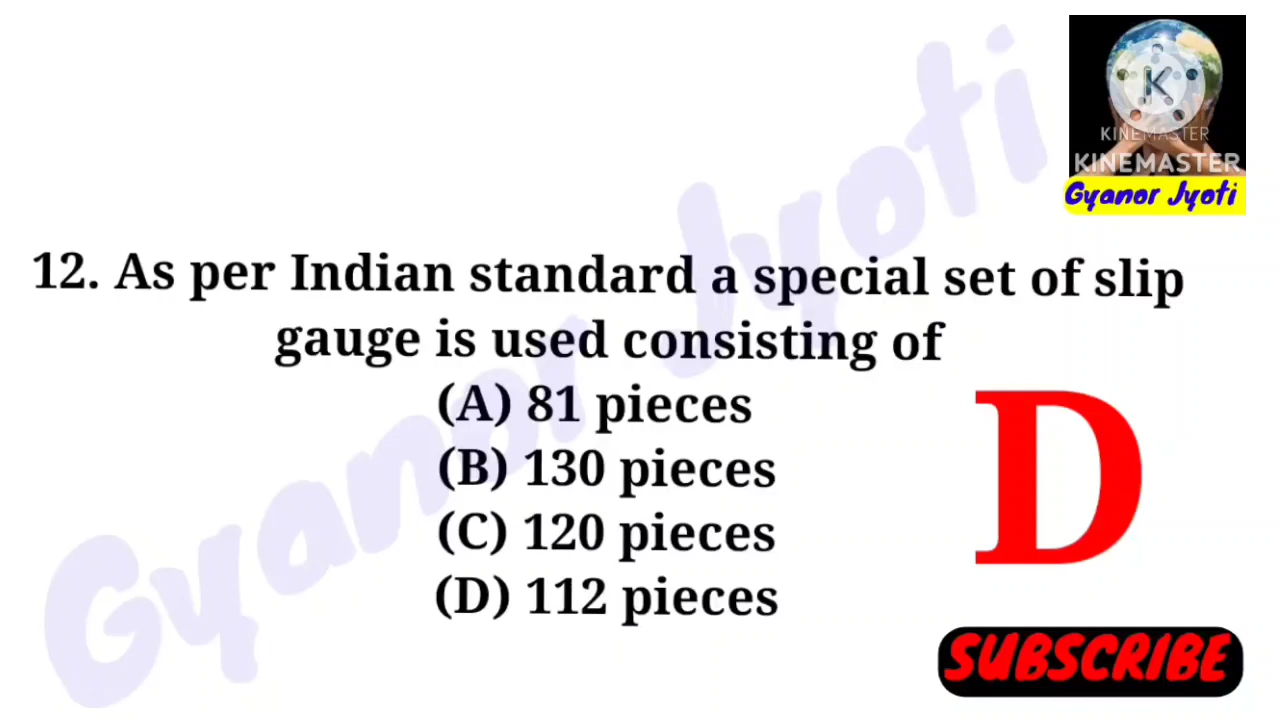 KINEMASTER
KINEMASTER
Gyanor Jyoti
12. As per Indian standard a special set of slip
gauge is used consisting of
(A) 81 pieces
(B) 130 pieces
(C) 120 pieces
(D) 112 pieces
D
SUBSCRIBE
Gyanor Jyoti
K